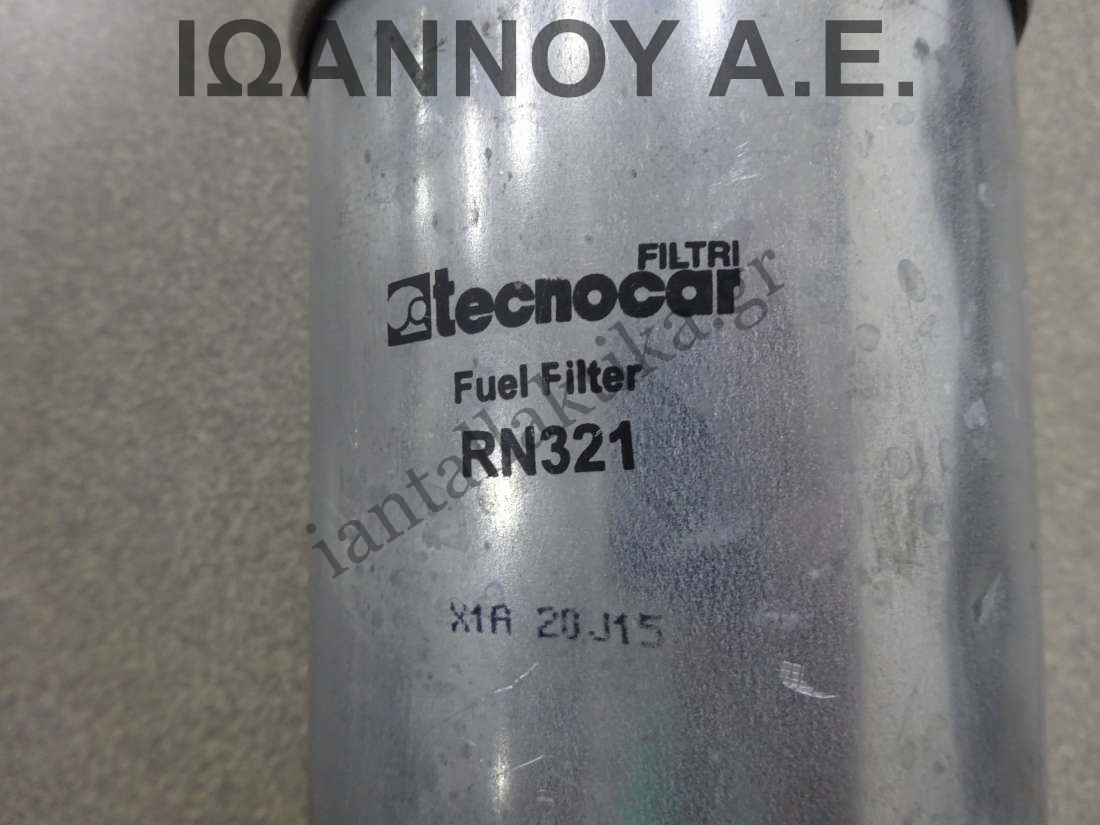 ΙΩΑΝΝΟΥ Α.Ε.
FILTRI
tecnocar
Fuel Filter
RN321
iantallaktika.gr
X1A 20J15